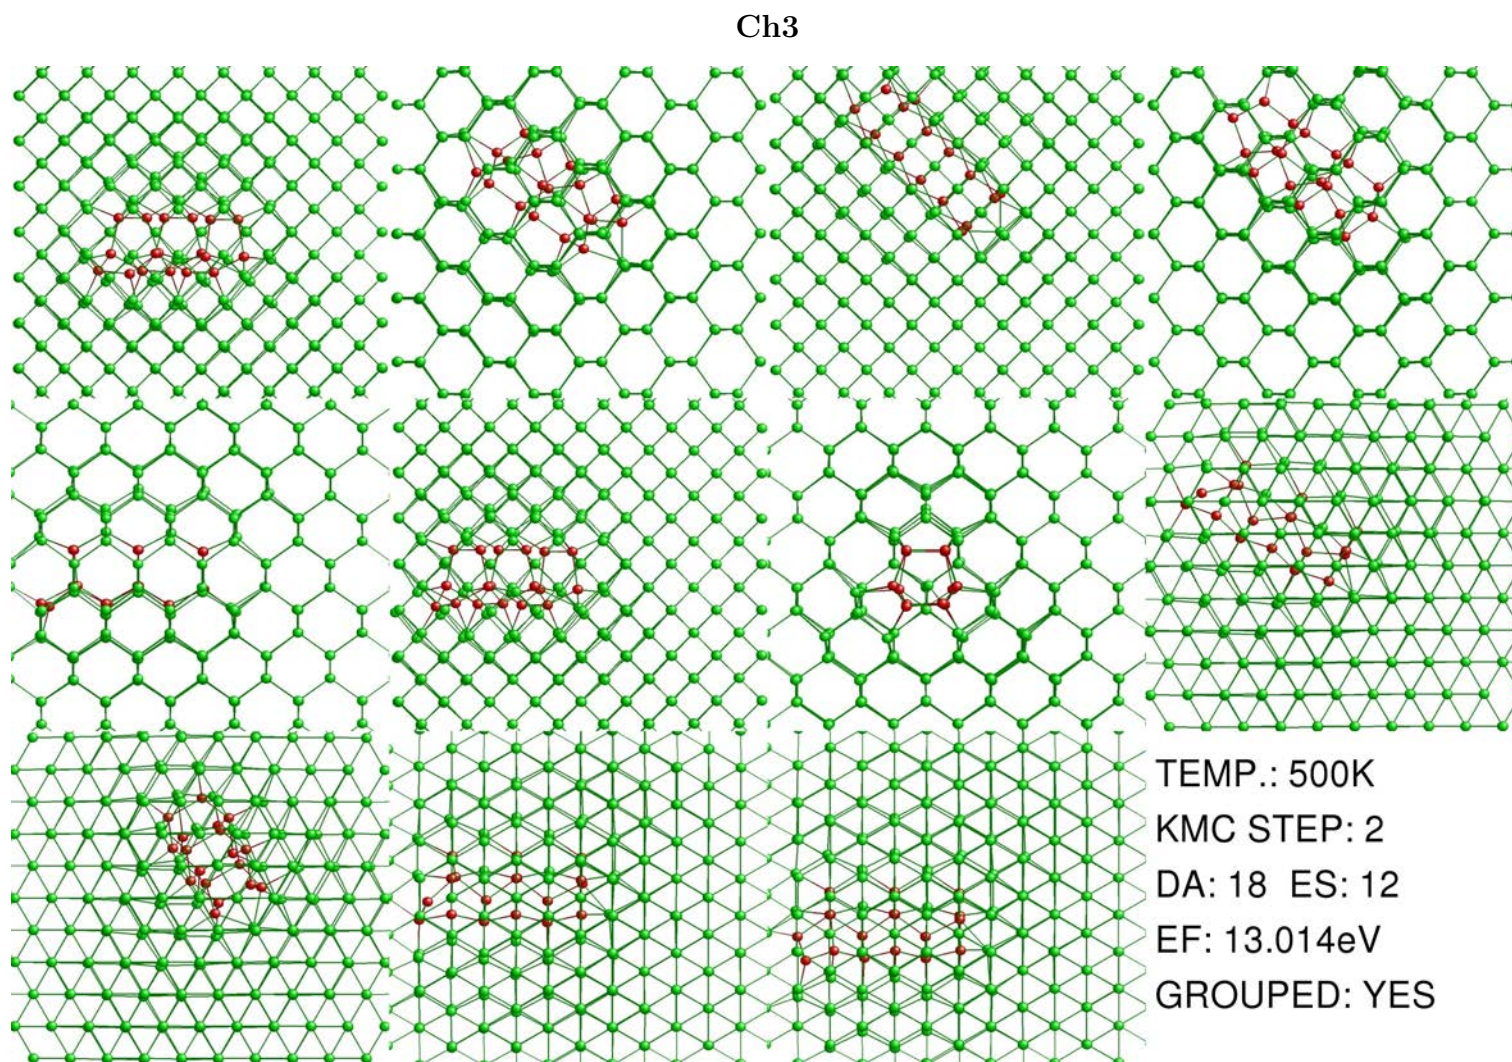 Ch3
TEMP.: 500K
KMC STEP: 2
DA: 18 ES: 12
EF: 13.014eV
GROUPED: YES